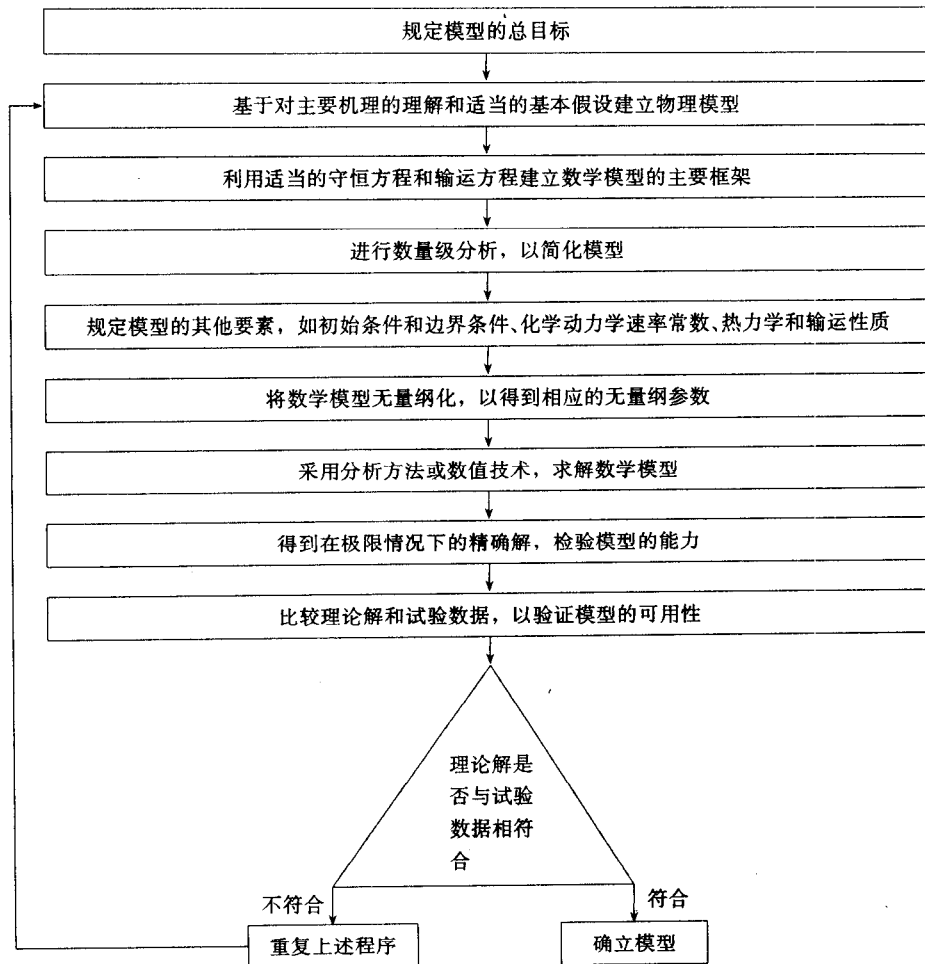 规定模型的总目标
基于对主要机理的理解和适当的基本假设建立物理模型
利用适当的守恒方程和输运方程建立数学模型的主要框架
进行数量级分析，以简化模型
规定模型的其他要素，如初始条件和边界条件、化学动力学速率常数、热力学和输运性质
将数学模型无量纲化，以得到相应的无量纲参数
采用分析方法或数值技术，求解数学模型
得到在极限情况下的精确解，检验模型的能力
比较理论解和试验数据，以验证模型的可用性
理论解是
否与试验
数据相符
合
不符合
符合
重复上述程序
确立模型